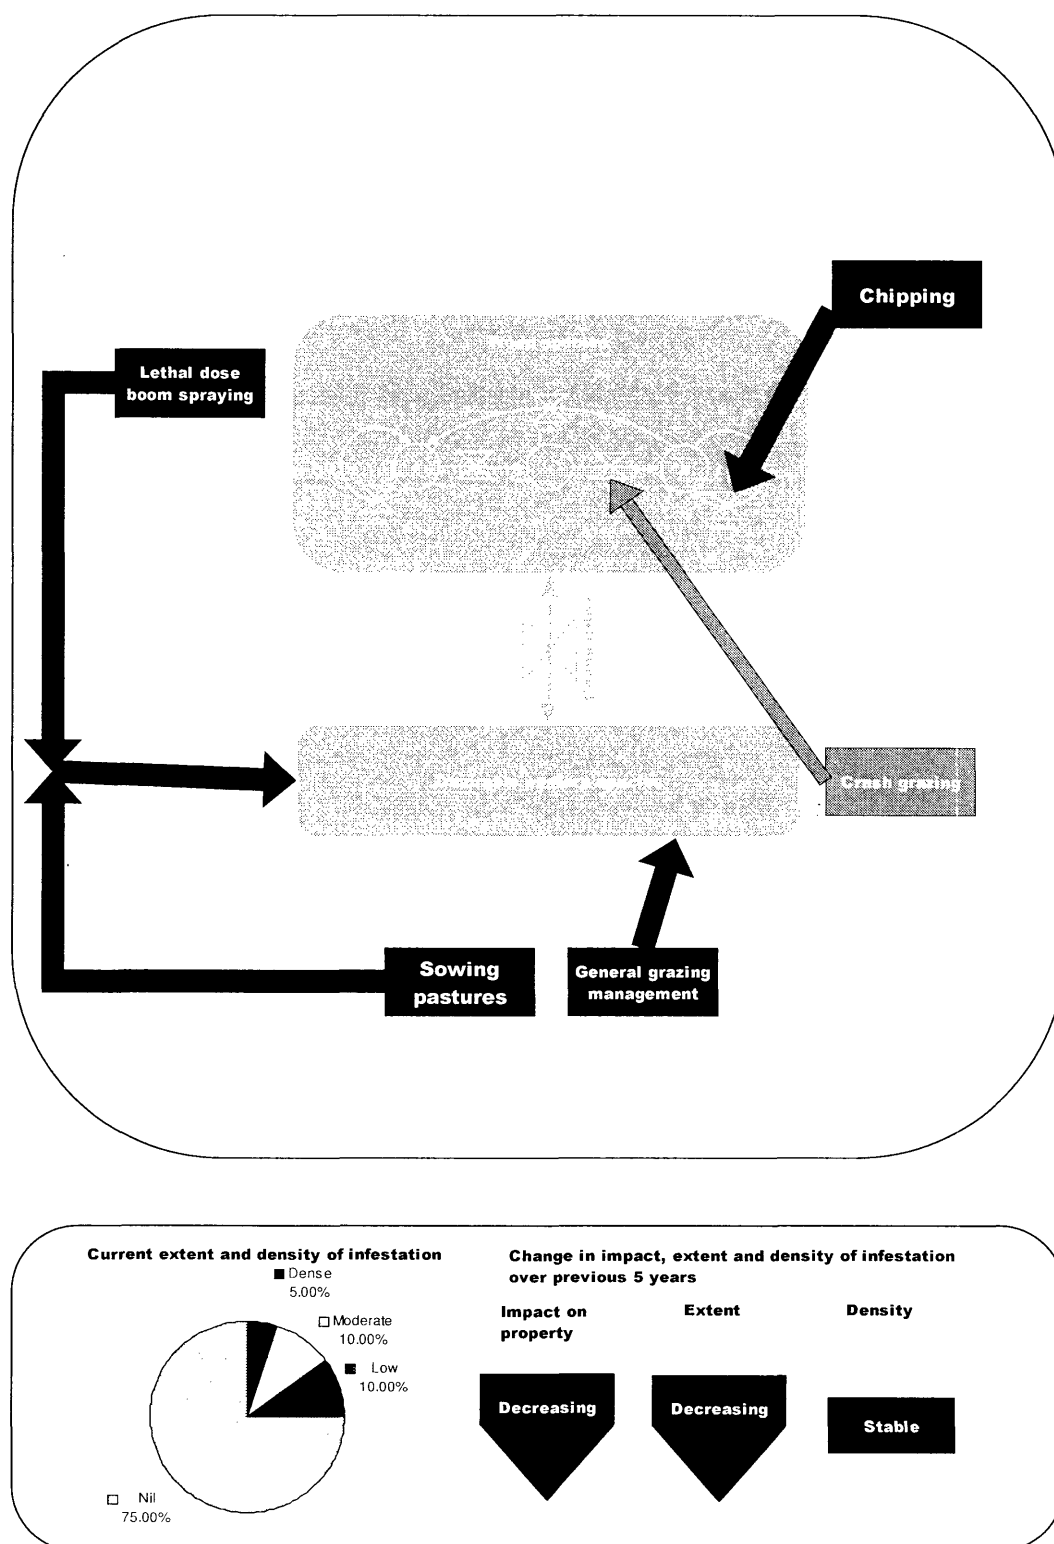 Chipping
Lethal dose
boom spraying
Crash grazing
Sowing
pastures
General grazing
management
Current extent and density of infestation
Dense
5.00%
Moderate
10.00%
Low
10.00%
Nil
75.00%
Change in impact, extent and density of infestation
over previous 5 years
Impact on
property
Extent
Density
Decreasing
Decreasing
Stable